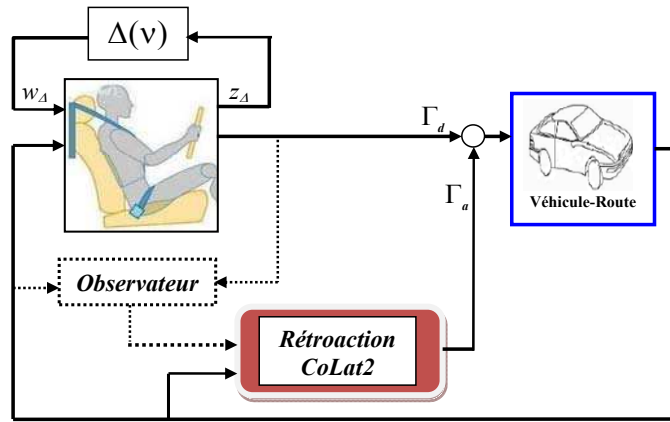 Δ(ν)
w_Δ
z_Δ
Γ_d
Γ_a
Véhicule-Route
Observateur
Rétroaction
CoLat2